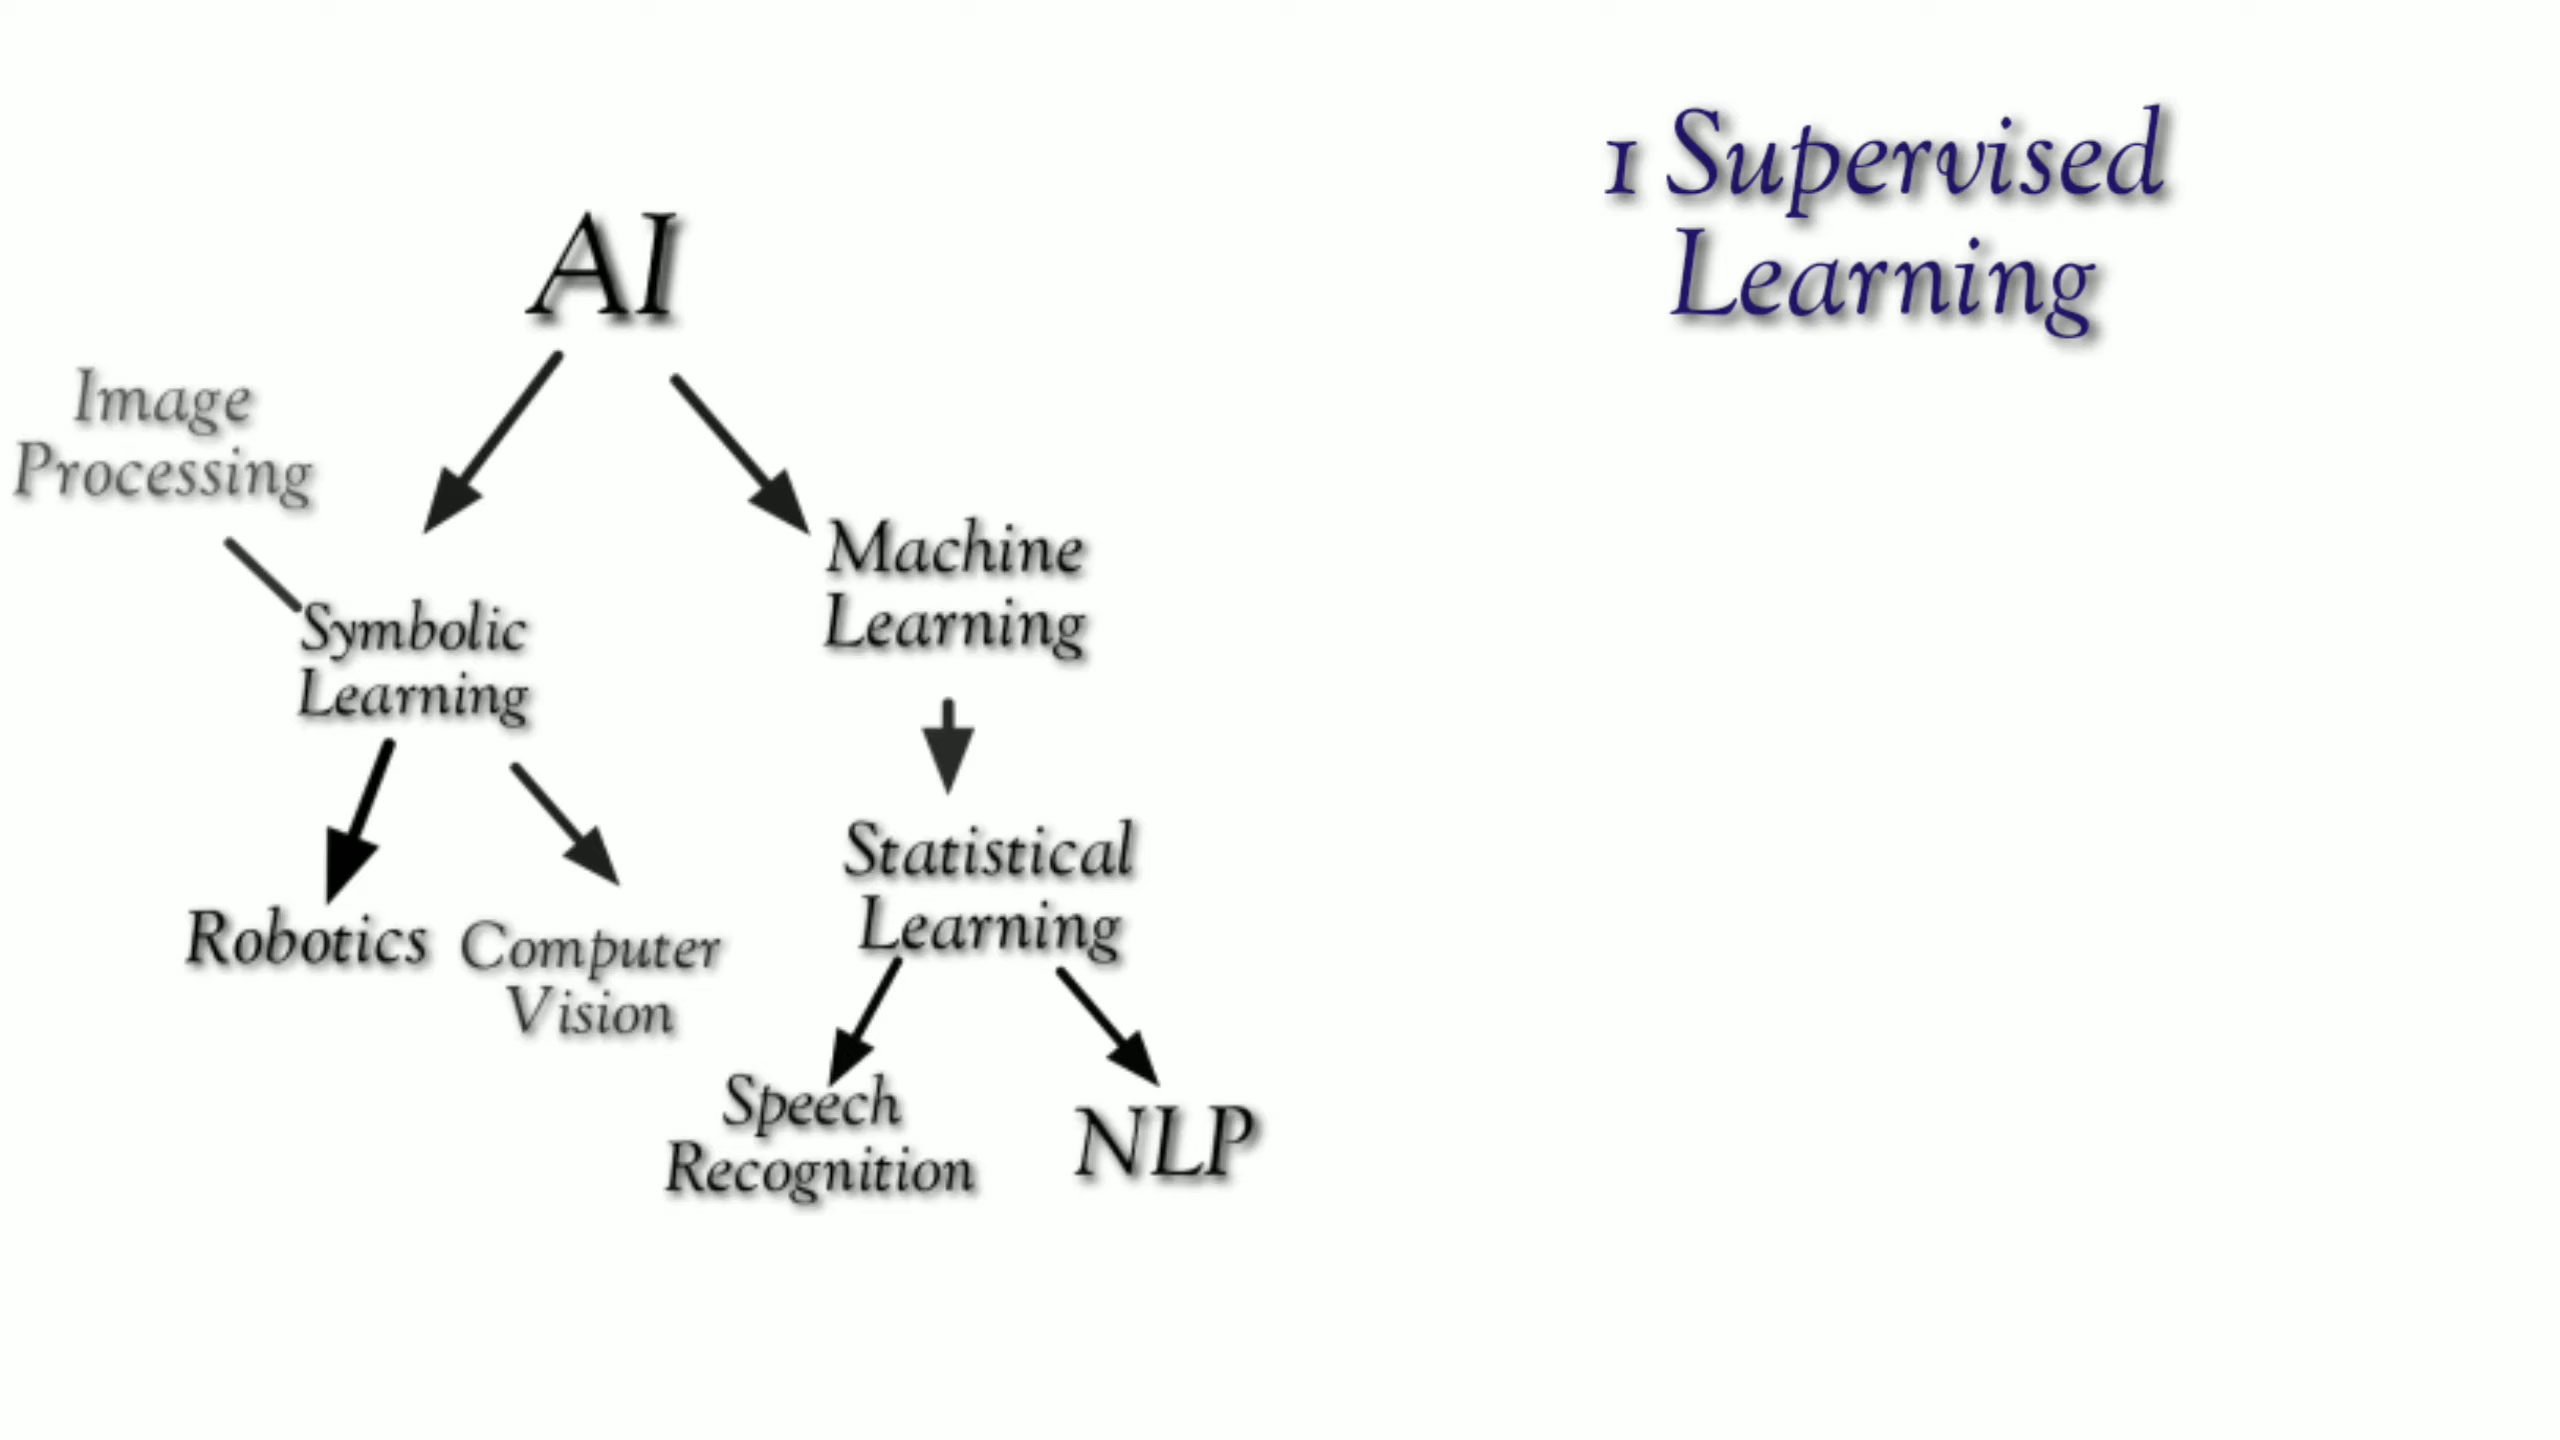 1 Supervised
Learning
AI
Image
Processing
Machine
Learning
Symbolic
Learning
Statistical
Learning
Robotics
Computer
Vision
Speech
Recognition
NLP